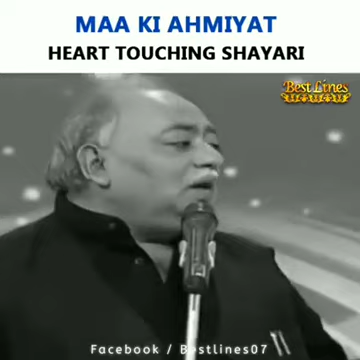 MAA KI AHMIYAT
HEART TOUCHING SHAYARI
Best Lines
Facebook / Bestlines07